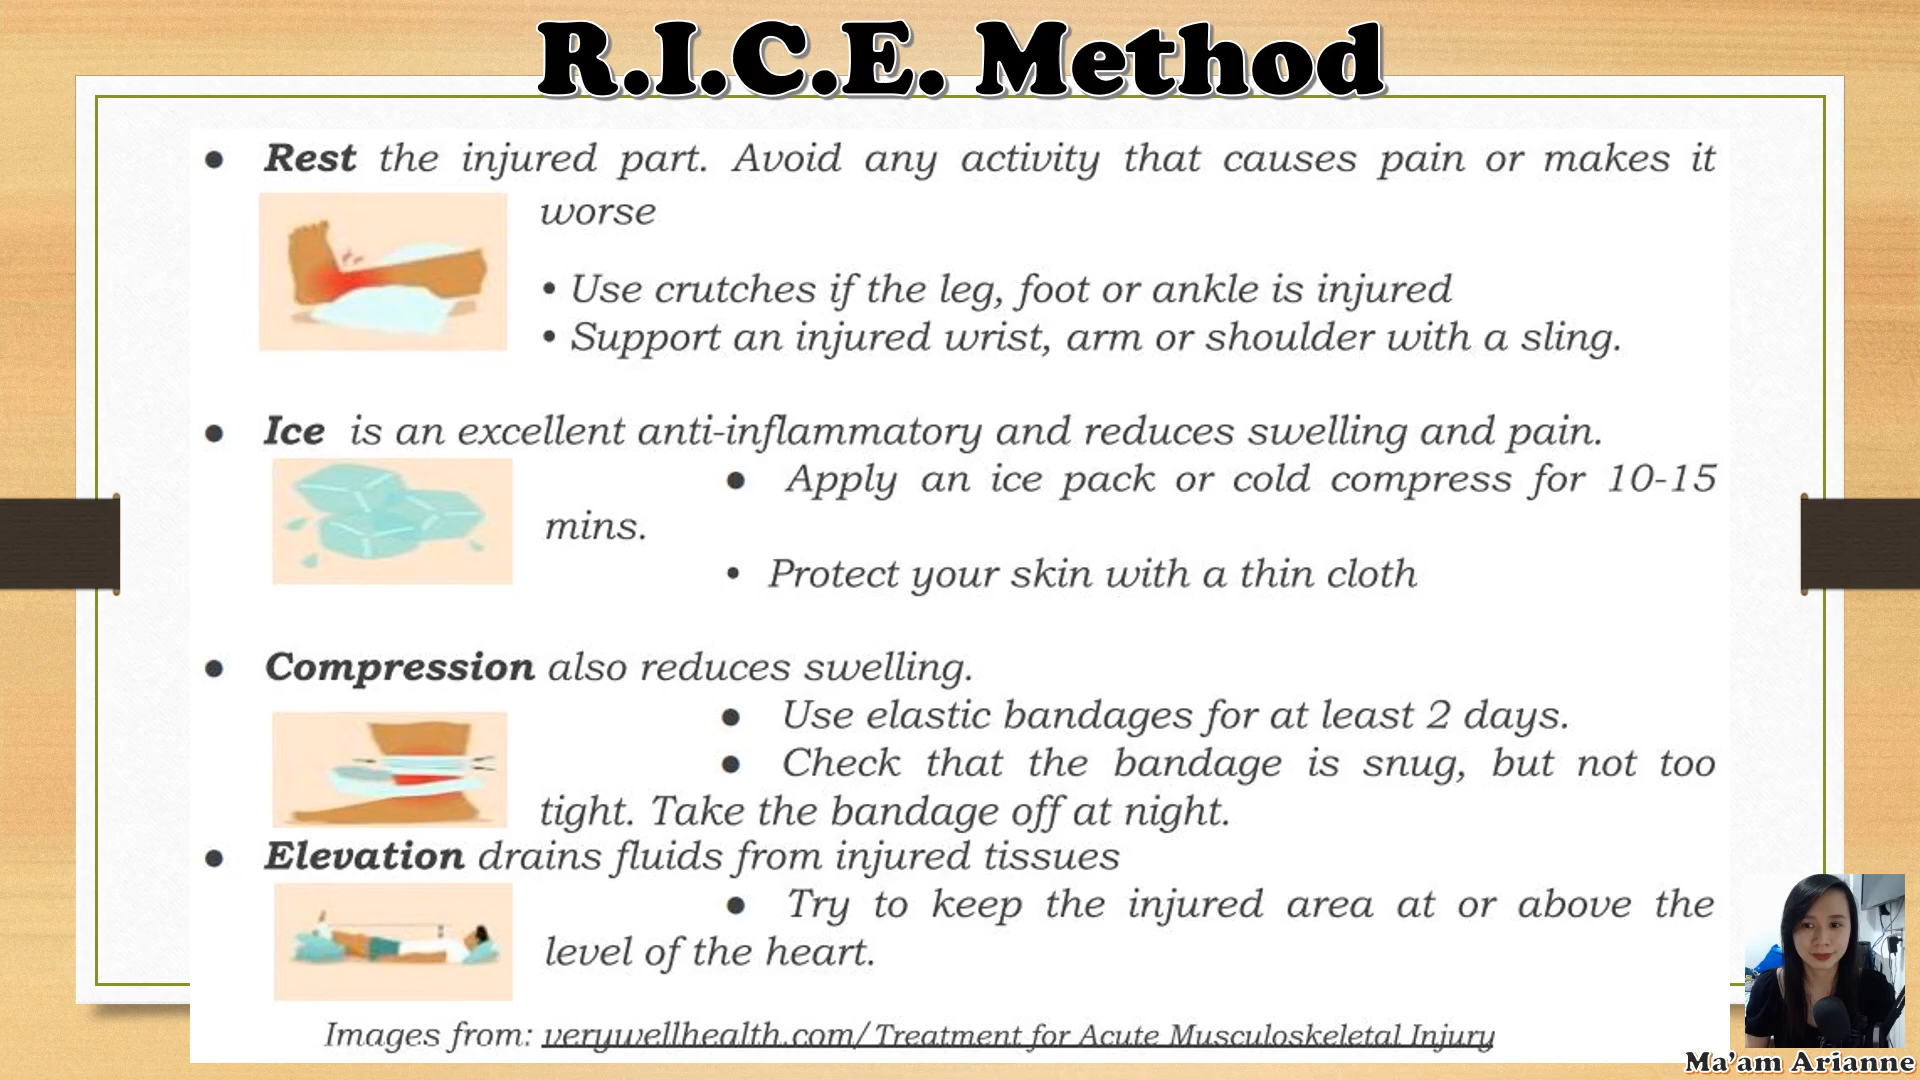 R.I.C.E. Method
● Rest the injured part. Avoid any activity that causes pain or makes it
worse
• Use crutches if the leg, foot or ankle is injured
• Support an injured wrist, arm or shoulder with a sling.
● Ice is an excellent anti-inflammatory and reduces swelling and pain.
● Apply an ice pack or cold compress for 10-15
mins.
• Protect your skin with a thin cloth
● Compression also reduces swelling.
● Use elastic bandages for at least 2 days.
● Check that the bandage is snug, but not too
tight. Take the bandage off at night.
● Elevation drains fluids from injured tissues
● Try to keep the injured area at or above the
level of the heart.
Images from: verywellhealth.com/Treatment for Acute Musculoskeletal Injury
Ma'am Arianne